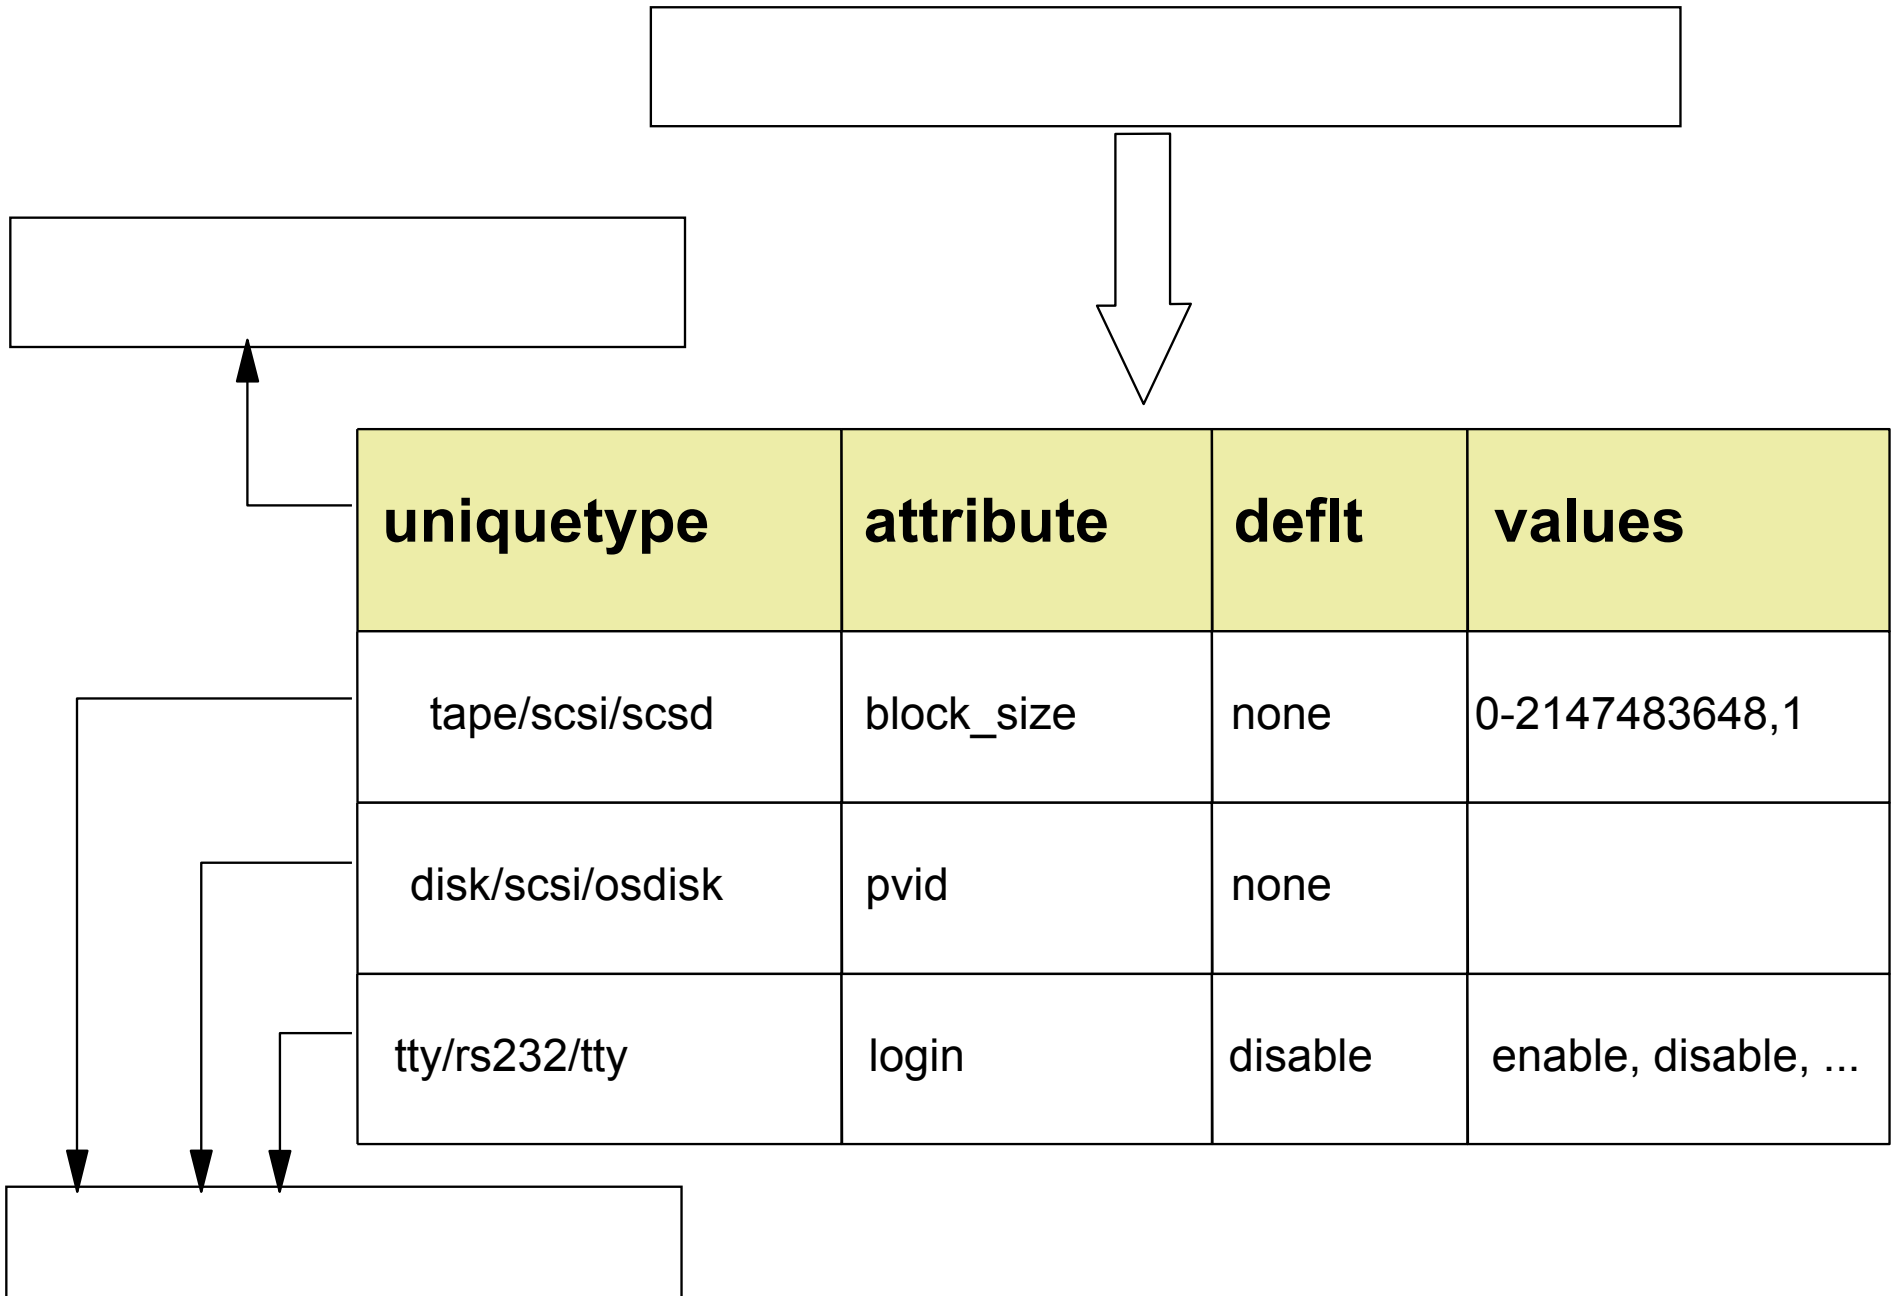 uniquetype attribute deflt values
tape/scsi/scsd block_size none 0-2147483648,1
disk/scsi/osdisk pvid none
tty/rs232/tty login disable enable, disable, ...